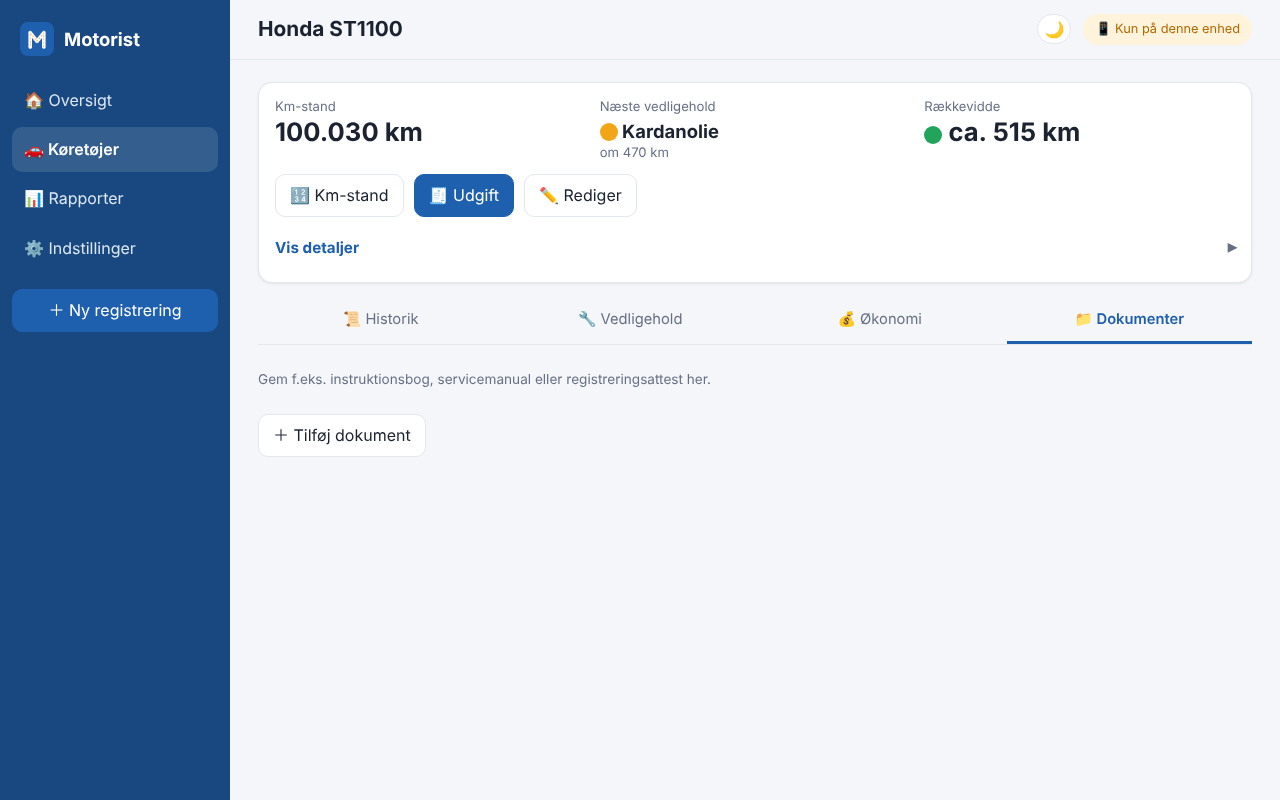 Motorist
Oversigt
Køretøjer
Rapporter
Indstillinger
+ Ny registrering
Honda ST1100
Kun på denne enhed
Km-stand
100.030 km
Næste vedligehold
Kardanolie
om 470 km
Rækkevidde
ca. 515 km
Km-stand
Udgift
Rediger
Vis detaljer
Historik
Vedligehold
Økonomi
Dokumenter
Gem f.eks. instruktionsbog, servicemanual eller registreringsattest her.
+ Tilføj dokument